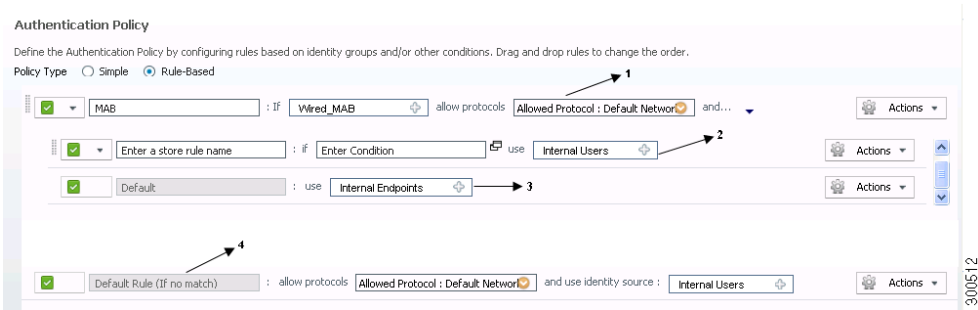 Authentication Policy
Define the Authentication Policy by configuring rules based on identity groups and/or other conditions. Drag and drop rules to change the order.
Policy Type Simple Rule-Based
1
MAB : If Wired_MAB allow protocols Allowed Protocol : Default Networ and... Actions
2
Enter a store rule name : if Enter Condition use Internal Users Actions
Default : use Internal Endpoints 3 Actions
4
Default Rule (If no match) : allow protocols Allowed Protocol : Default Networ and use identity source : Internal Users Actions
300512